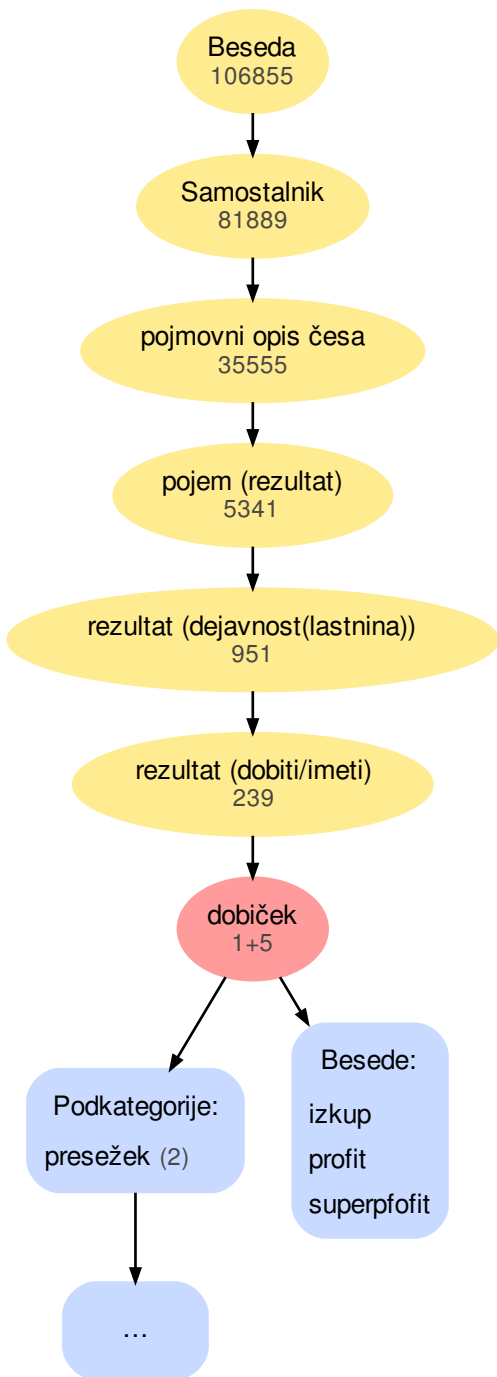 Beseda
106855
Samostalnik
81889
pojmovni opis česa
35555
pojem (rezultat)
5341
rezultat (dejavnost(lastnina))
951
rezultat (dobiti/imeti)
239
dobiček
1+5
Podkategorije:
presežek (2)
...
Besede:
izkup
profit
superpfofit